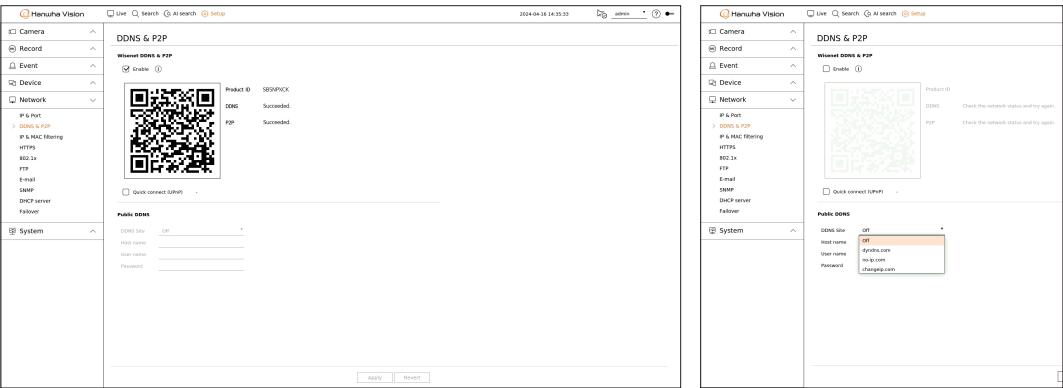 Hanwha Vision
Live
Search
AI search
Setup
2024-04-16 14:35:33
admin
Camera
Record
Event
Device
Network
IP & Port
DDNS & P2P
IP & MAC filtering
HTTPS
802.1x
FTP
E-mail
SNMP
DHCP server
Failover
System
DDNS & P2P
Wisenet DDNS & P2P
Enable
Product ID SBSNPXCK
DDNS Succeeded.
P2P Succeeded.
Quick connect (UPnP) -
Public DDNS
DDNS Site Off
Host name
User name
Password
Apply
Revert
Hanwha Vision
Live
Search
AI search
Setup
Camera
Record
Event
Device
Network
IP & Port
DDNS & P2P
IP & MAC filtering
HTTPS
802.1x
FTP
E-mail
SNMP
DHCP server
Failover
System
DDNS & P2P
Wisenet DDNS & P2P
Enable
Product ID
DDNS Check the network status and try again.
P2P Check the network status and try again.
Quick connect (UPnP) -
Public DDNS
DDNS Site Off
Host name
User name
Password
Off
dyndns.com
no-ip.com
changeip.com